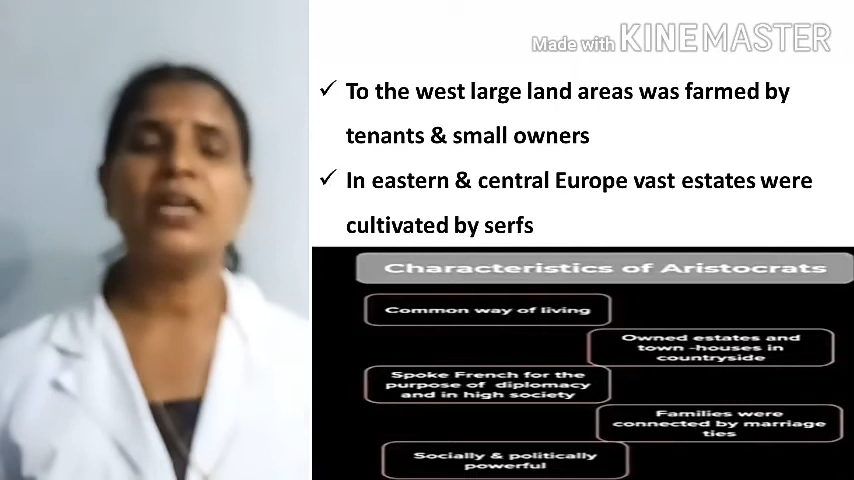 Made with KINEMASTER
✓ To the west large land areas was farmed by
tenants & small owners
✓ In eastern & central Europe vast estates were
cultivated by serfs
Characteristics of Aristocrats
Common way of living
Owned estates and
town -houses in
countryside
Spoke French for the
purpose of diplomacy
and in high society
Families were
connected by marriage
ties
Socially & politically
powerful